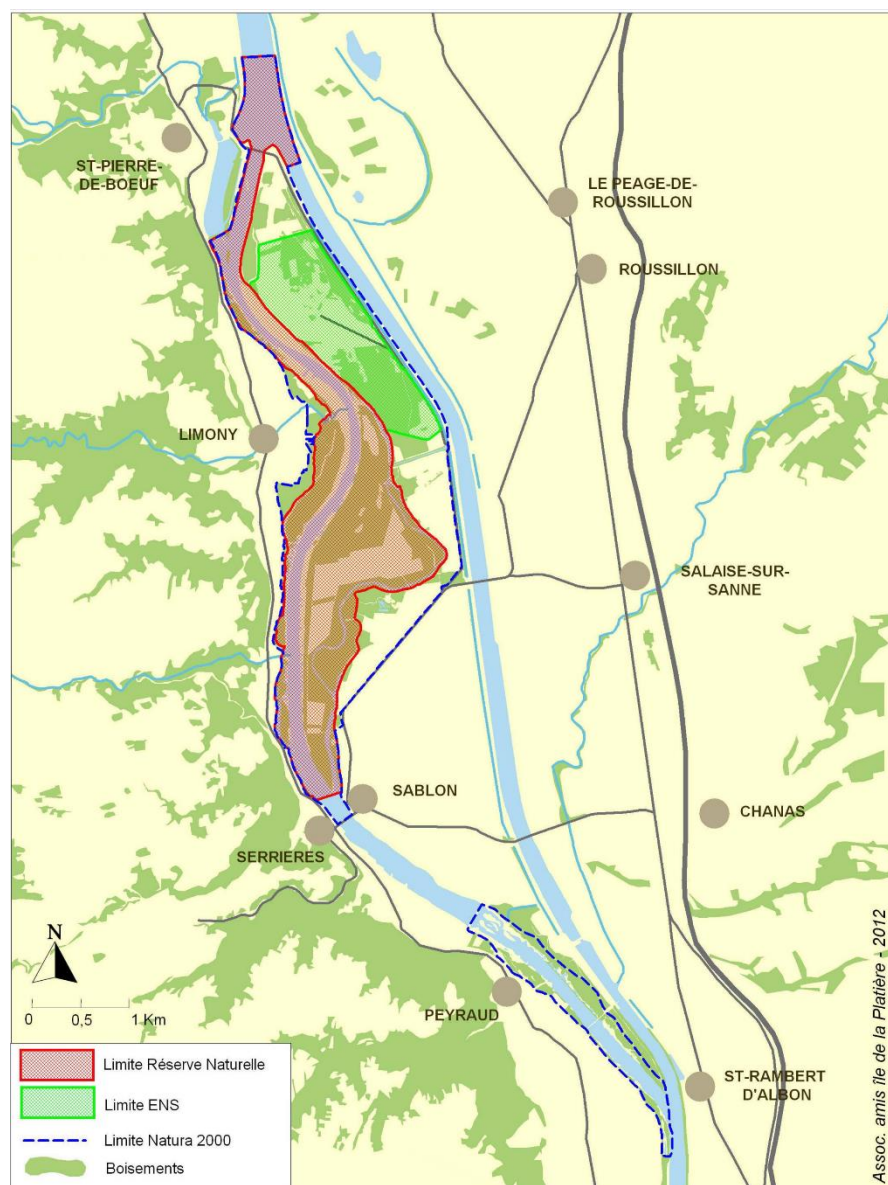 ST-PIERRE-
DE-BOEUF
LE PEAGE-DE-
ROUSSILLON
ROUSSILLON
LIMONY
SALAISE-SUR-
SANNE
SABLON
CHANAS
SERRIERES
N
0 0,5 1 Km
PEYRAUD
ST-RAMBERT
D'ALBON
Limite Réserve Naturelle
Limite ENS
Limite Natura 2000
Boisements
Assoc. amis île de la Platière - 2012